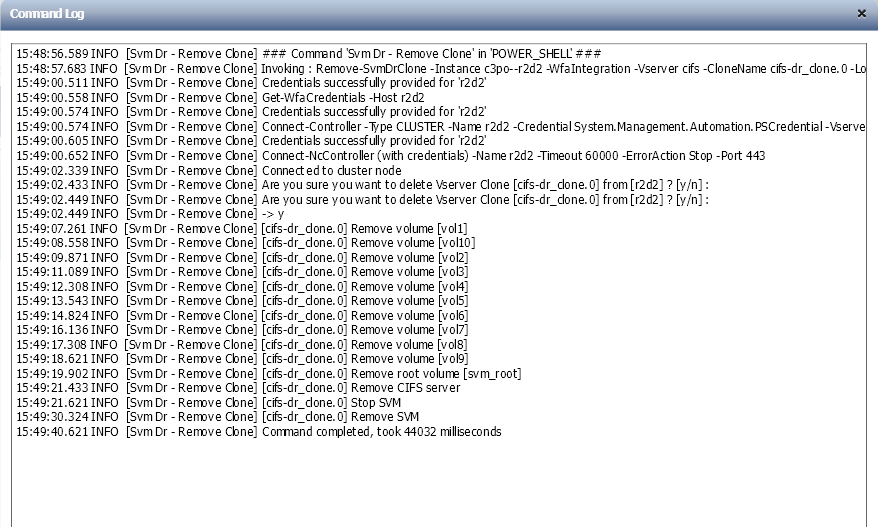 Command Log
15:48:56.589 INFO [Svm Dr - Remove Clone] ### Command 'Svm Dr - Remove Clone' in 'POWER_SHELL' ###
15:48:57.683 INFO [Svm Dr - Remove Clone] Invoking : Remove-SvmDrClone -Instance c3po--r2d2 -WfaIntegration -Vserver cifs -CloneName cifs-dr_clone.0 -Lo
15:49:00.511 INFO [Svm Dr - Remove Clone] Credentials successfully provided for 'r2d2'
15:49:00.558 INFO [Svm Dr - Remove Clone] Get-WfaCredentials -Host r2d2
15:49:00.574 INFO [Svm Dr - Remove Clone] Credentials successfully provided for 'r2d2'
15:49:00.574 INFO [Svm Dr - Remove Clone] Connect-Controller -Type CLUSTER -Name r2d2 -Credential System.Management.Automation.PSCredential -Vserve
15:49:00.605 INFO [Svm Dr - Remove Clone] Credentials successfully provided for 'r2d2'
15:49:00.652 INFO [Svm Dr - Remove Clone] Connect-NcController (with credentials) -Name r2d2 -Timeout 60000 -ErrorAction Stop -Port 443
15:49:02.339 INFO [Svm Dr - Remove Clone] Connected to cluster node
15:49:02.433 INFO [Svm Dr - Remove Clone] Are you sure you want to delete Vserver Clone [cifs-dr_clone.0] from [r2d2] ? [y/n] :
15:49:02.449 INFO [Svm Dr - Remove Clone] Are you sure you want to delete Vserver Clone [cifs-dr_clone.0] from [r2d2] ? [y/n] :
15:49:02.449 INFO [Svm Dr - Remove Clone] -> y
15:49:07.261 INFO [Svm Dr - Remove Clone] [cifs-dr_clone.0] Remove volume [vol1]
15:49:08.558 INFO [Svm Dr - Remove Clone] [cifs-dr_clone.0] Remove volume [vol10]
15:49:09.871 INFO [Svm Dr - Remove Clone] [cifs-dr_clone.0] Remove volume [vol2]
15:49:11.089 INFO [Svm Dr - Remove Clone] [cifs-dr_clone.0] Remove volume [vol3]
15:49:12.308 INFO [Svm Dr - Remove Clone] [cifs-dr_clone.0] Remove volume [vol4]
15:49:13.543 INFO [Svm Dr - Remove Clone] [cifs-dr_clone.0] Remove volume [vol5]
15:49:14.824 INFO [Svm Dr - Remove Clone] [cifs-dr_clone.0] Remove volume [vol6]
15:49:16.136 INFO [Svm Dr - Remove Clone] [cifs-dr_clone.0] Remove volume [vol7]
15:49:17.308 INFO [Svm Dr - Remove Clone] [cifs-dr_clone.0] Remove volume [vol8]
15:49:18.621 INFO [Svm Dr - Remove Clone] [cifs-dr_clone.0] Remove volume [vol9]
15:49:19.902 INFO [Svm Dr - Remove Clone] [cifs-dr_clone.0] Remove root volume [svm_root]
15:49:21.433 INFO [Svm Dr - Remove Clone] [cifs-dr_clone.0] Remove CIFS server
15:49:21.621 INFO [Svm Dr - Remove Clone] [cifs-dr_clone.0] Stop SVM
15:49:30.324 INFO [Svm Dr - Remove Clone] [cifs-dr_clone.0] Remove SVM
15:49:40.621 INFO [Svm Dr - Remove Clone] Command completed, took 44032 milliseconds